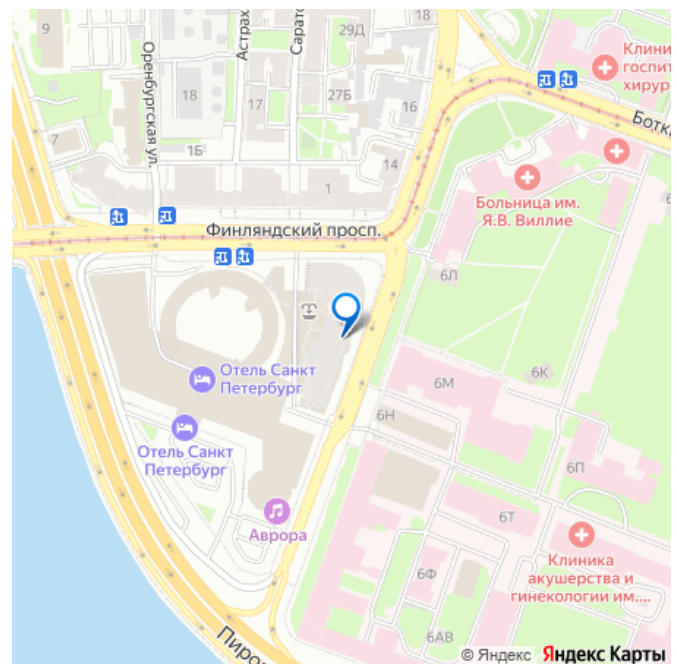 9
Оренбургская ул.
Астрах
Сарато
29Д
18
Клини
госпит
хирур
18
17
27Б
16
Ботк
7
1Б
14
1
Больница им.
Я.В. Виллие
Финляндский просп.
6Л
Отель Санкт
Петербург
6М
6К
Отель Санкт
Петербург
6Н
6П
Аврора
6Т
Клиника
акушерства и
гинекологии им....
6Ф
6АВ
Пирог
© Яндекс Яндекс Карты